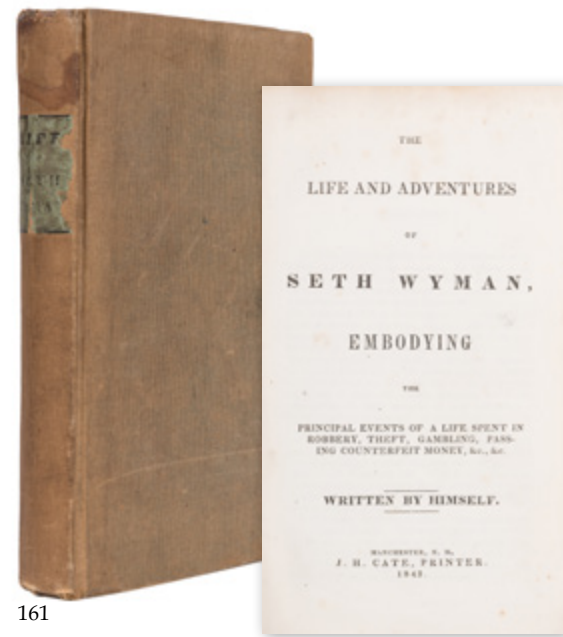 THE
LIFE AND ADVENTURES
OF
SETH WYMAN,
EMBODYING
THE
PRINCIPAL EVENTS OF A LIFE SPENT IN
ROBBERY, THEFT, GAMBLING, PASS-
ING COUNTERFEIT MONEY, &c., &c.
WRITTEN BY HIMSELF.
MANCHESTER, N. H.,
J. H. CATE, PRINTER.
1843.
161